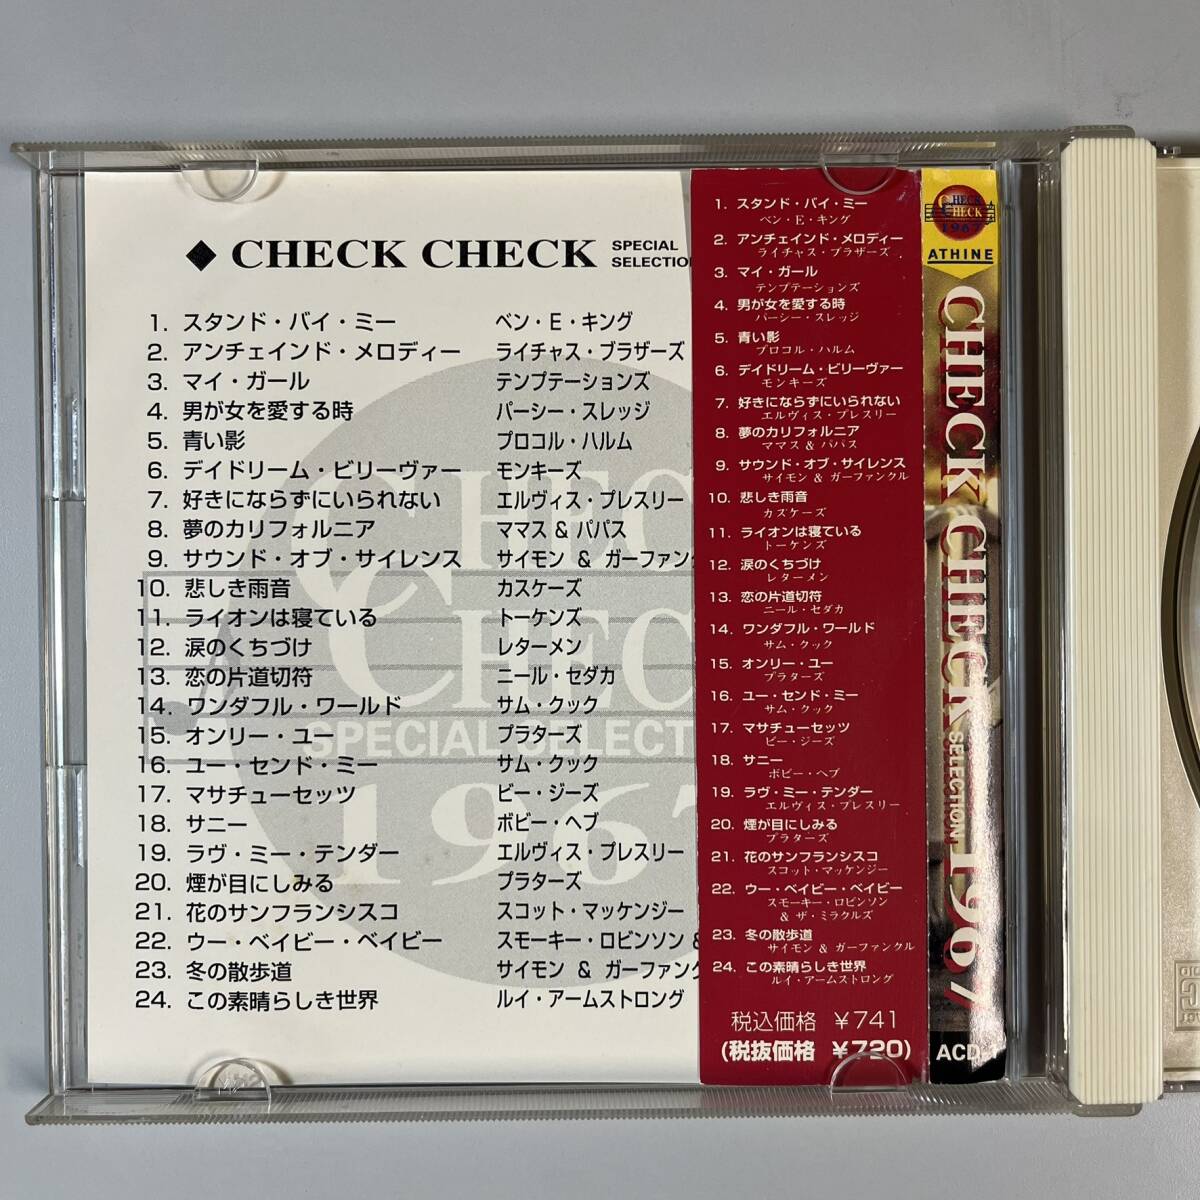 ◆ CHECK CHECK SPECIAL SELECTION
1. スタンド・バイ・ミー ベン・E・キング
2. アンチェインド・メロディー ライチャス・ブラザーズ
3. マイ・ガール テンプテーションズ
4. 男が女を愛する時 パーシー・スレッジ
5. 青い影 プロコル・ハルム
6. デイドリーム・ビリーヴァー モンキーズ
7. 好きにならずにいられない エルヴィス・プレスリー
8. 夢のカリフォルニア ママス & パパス
9. サウンド・オブ・サイレンス サイモン & ガーファン
10. 悲しき雨音 カスケーズ
11. ライオンは寝ている トーケンズ
12. 涙のくちづけ レターメン
13. 恋の片道切符 ニール・セダカ
14. ワンダフル・ワールド サム・クック
15. オンリー・ユー プラターズ
16. ユー・センド・ミー サム・クック
17. マサチューセッツ ビー・ジーズ
18. サニー ボビー・ヘブ
19. ラヴ・ミー・テンダー エルヴィス・プレスリー
20. 煙が目にしみる プラターズ
21. 花のサンフランシスコ スコット・マッケンジー
22. ウー・ベイビー・ベイビー スモーキー・ロビンソン &
23. 冬の散歩道 サイモン & ガーファン
24. この素晴らしき世界 ルイ・アームストロング
CHEC
CHEC
SPECIAL SELECT
1967
1. スタンド・バイ・ミー
ベン・E・キング
2. アンチェインド・メロディー
ライチャス・ブラザーズ
3. マイ・ガール
テンプテーションズ
4. 男が女を愛する時
パーシー・スレッジ
5. 青い影
プロコル・ハルム
6. デイドリーム・ビリーヴァー
モンキーズ
7. 好きにならずにいられない
エルヴィス・プレスリー
8. 夢のカリフォルニア
ママス & パパス
9. サウンド・オブ・サイレンス
サイモン & ガーファンクル
10. 悲しき雨音
カスケーズ
11. ライオンは寝ている
トーケンズ
12. 涙のくちづけ
レターメン
13. 恋の片道切符
ニール・セダカ
14. ワンダフル・ワールド
サム・クック
15. オンリー・ユー
プラターズ
16. ユー・センド・ミー
サム・クック
17. マサチューセッツ
ビー・ジーズ
18. サニー
ボビー・ヘブ
19. ラヴ・ミー・テンダー
エルヴィス・プレスリー
20. 煙が目にしみる
プラターズ
21. 花のサンフランシスコ
スコット・マッケンジー
22. ウー・ベイビー・ベイビー
スモーキー・ロビンソン
& ザ・ミラクルズ
23. 冬の散歩道
サイモン & ガーファンクル
24. この素晴らしき世界
ルイ・アームストロング
税込価格 ¥741
(税抜価格 ¥720)
CHECK
CHECK
1967
ATHINE
CHECK CHECK SELECTION 1967
ACD-1